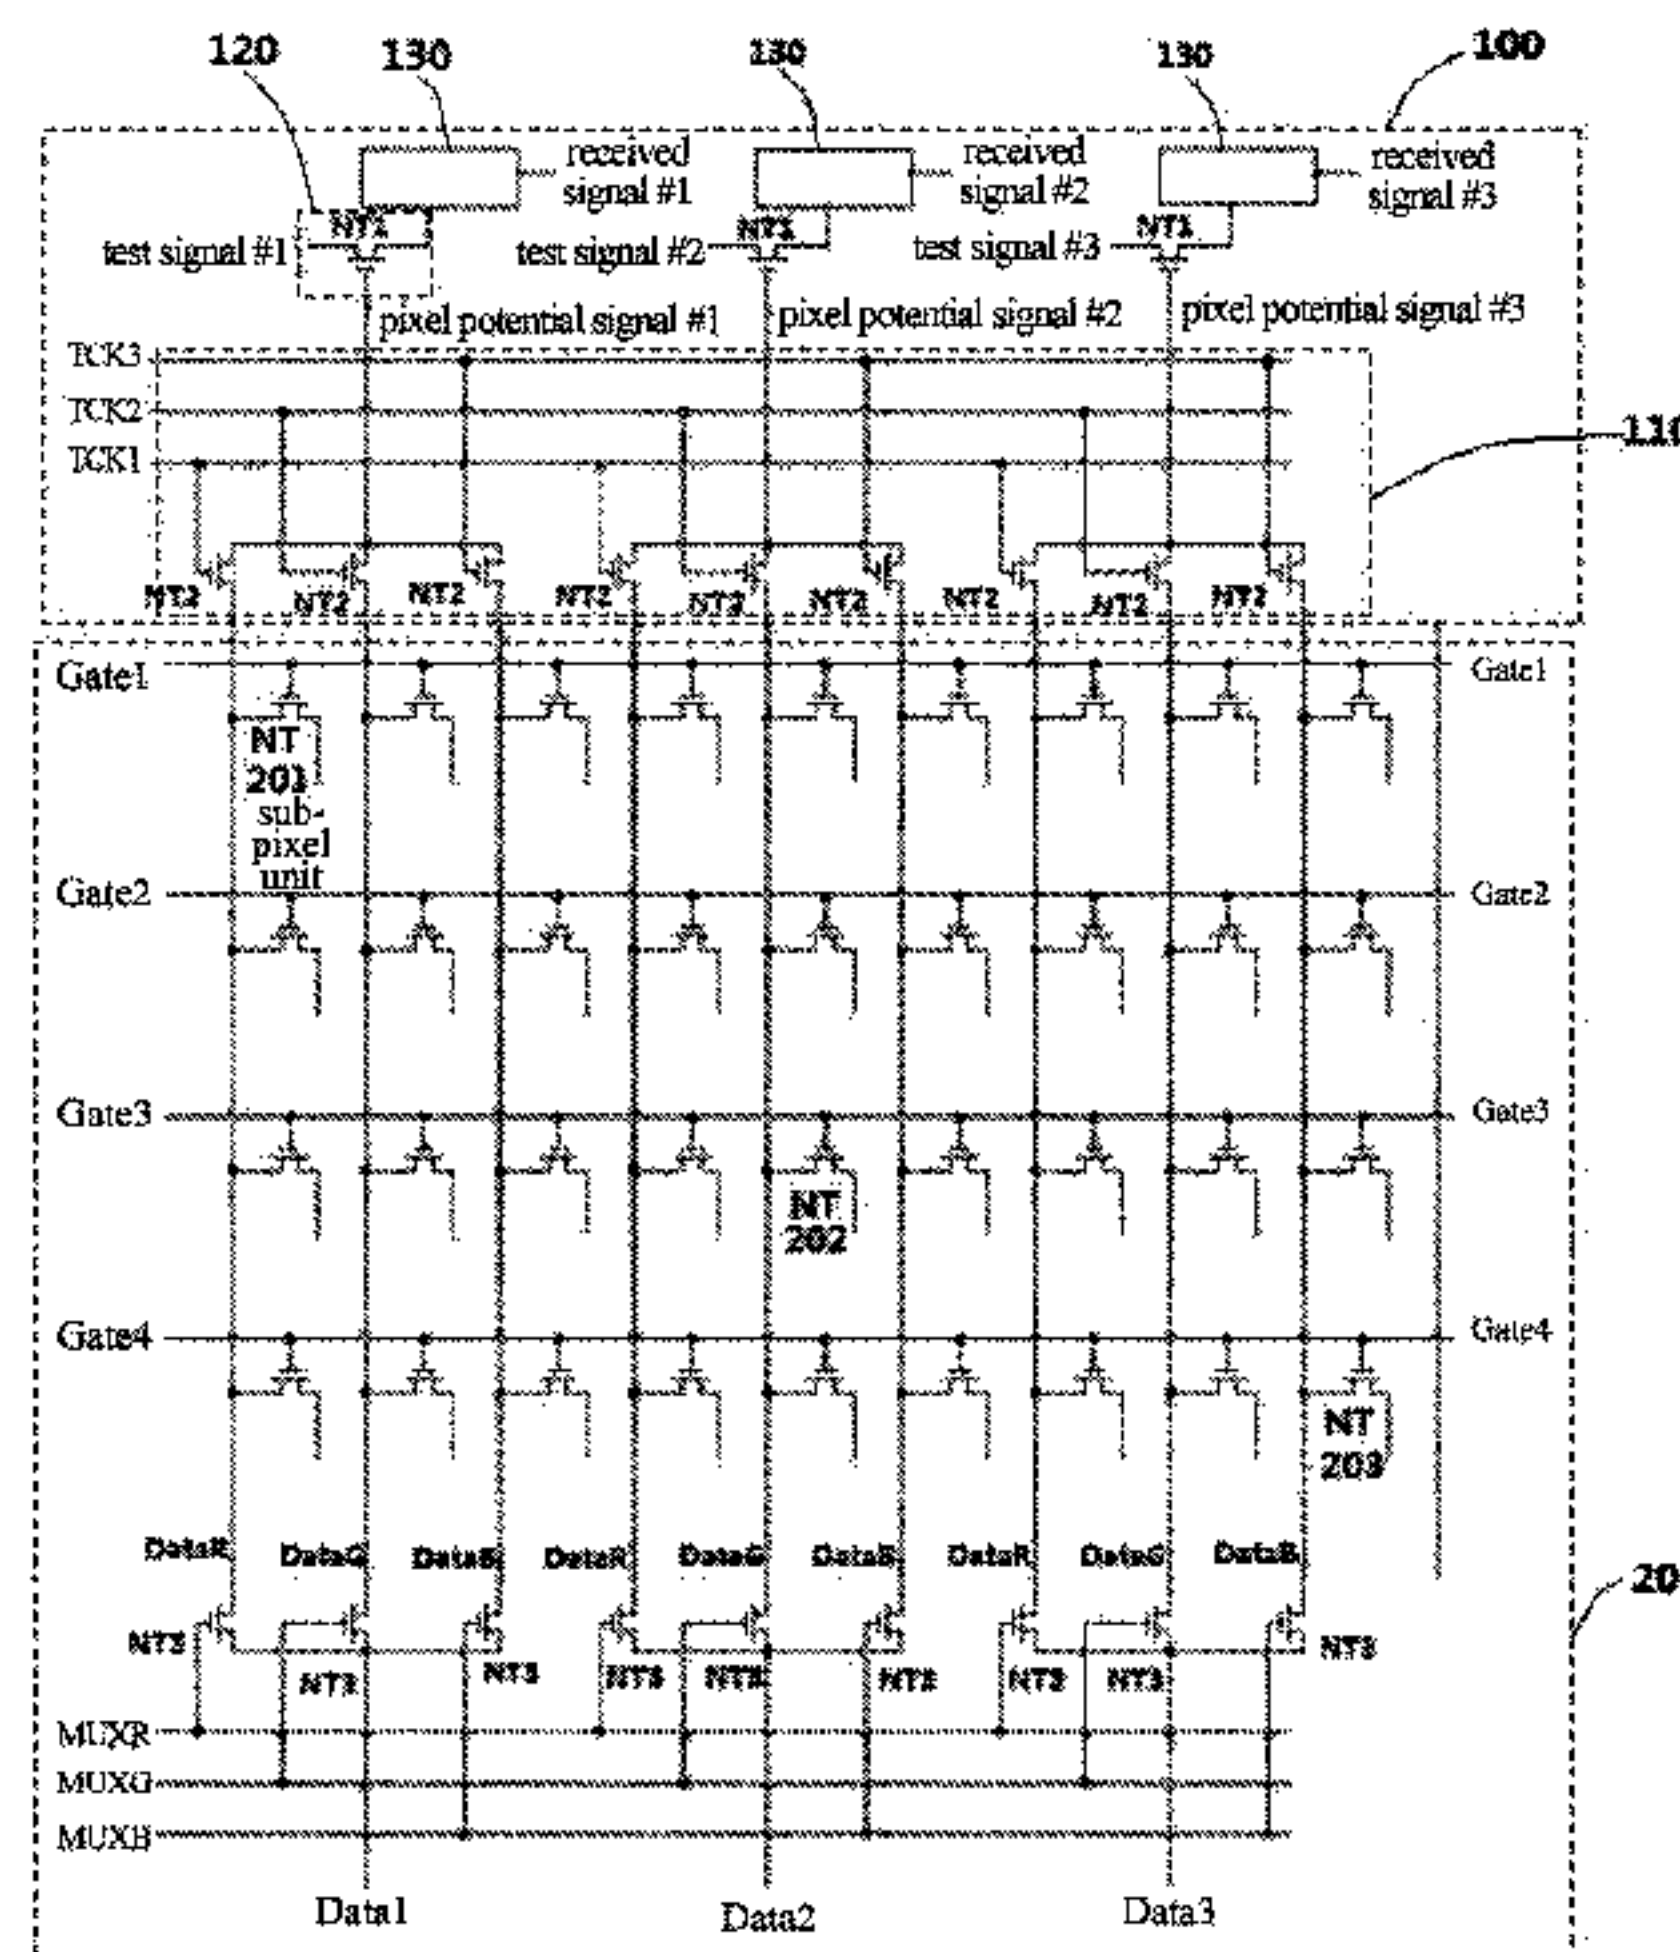 120
130
130
130
100
received
signal #1
received
signal #2
received
signal #3
NT1
NT1
NT1
test signal #1
test signal #2
test signal #3
pixel potential signal #1
pixel potential signal #2
pixel potential signal #3
TCK3
TCK2
TCK1
110
NT2
NT2
NT2
NT2
NT2
NT2
NT2
NT2
NT2
Gate1
Gate1
NT
201
sub-
pixel
unit
Gate2
Gate2
Gate3
Gate3
NT
202
Gate4
Gate4
NT
203
DataR
DataG
DataB
DataR
DataG
DataB
DataR
DataG
DataB
20
NT3
NT3
NT3
NT3
NT3
NT3
NT3
NT3
NT3
MUXR
MUXG
MUXB
Data1
Data2
Data3